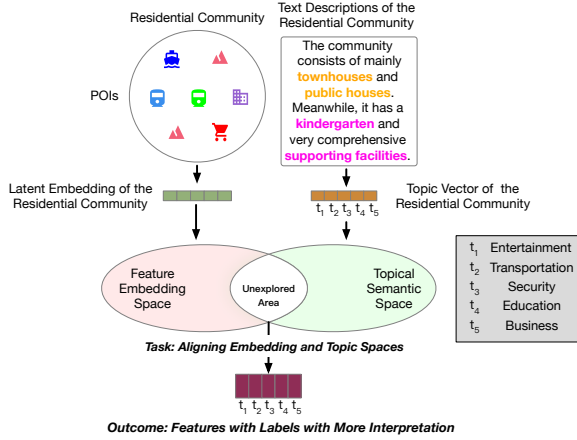 Residential Community
Text Descriptions of the
Residential Community
POIs
The community
consists of mainly
townhouses and
public houses.
Meanwhile, it has a
kindergarten and
very comprehensive
supporting facilities.
Latent Embedding of the
Residential Community
Topic Vector of the
Residential Community
t₁ t₂ t₃ t₄ t₅
Feature
Embedding
Space
Unexplored
Area
Topical
Semantic
Space
t₁ Entertainment
t₂ Transportation
t₃ Security
t₄ Education
t₅ Business
Task: Aligning Embedding and Topic Spaces
t₁ t₂ t₃ t₄ t₅
Outcome: Features with Labels with More Interpretation